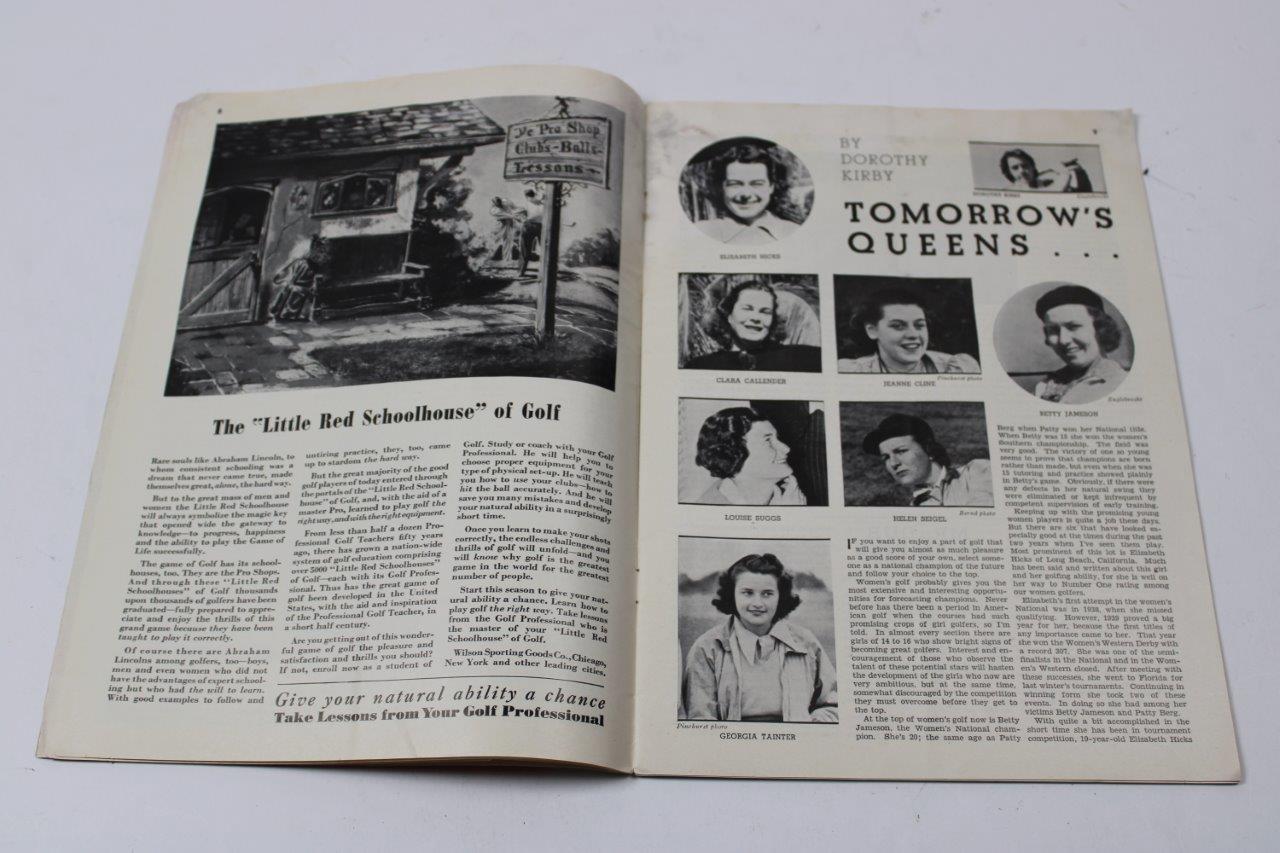 8
Ye Pro Shop
Clubs-Balls-
Lessons
The "Little Red Schoolhouse" of Golf
Rare souls like Abraham Lincoln, to
whom consistent schooling was a
dream that never came true, made
themselves great, alone, the hard way.
But to the great mass of men and
women the Little Red Schoolhouse
will always symbolize the magic key
that opened wide the gateway to
knowledge—to progress, happiness
and the ability to play the Game of
Life successfully.
The game of Golf has its school-
houses, too. They are the Pro Shops.
And through these "Little Red
Schoolhouses" of Golf thousands
upon thousands of golfers have been
graduated—fully prepared to appre-
ciate and enjoy the thrills of this
grand game because they have been
taught to play it correctly.
Of course there are Abraham
Lincolns among golfers, too—boys,
men and even women who did not
have the advantages of expert school-
ing but who had the will to learn.
With good examples to follow and
untiring practice, they, too, came
up to stardom the hard way.
But the great majority of the good
golf players of today entered through
the portals of the "Little Red School-
house" of Golf, and, with the aid of a
master Pro, learned to play golf the
right way, and with the right equipment.
From less than half a dozen Pro-
fessional Golf Teachers fifty years
ago, there has grown a nation-wide
system of golf education comprising
over 5000 "Little Red Schoolhouses"
of Golf—each with its Golf Profes-
sional. Thus has the great game of
golf been developed in the United
States, with the aid and inspiration
of the Professional Golf Teacher, in
a short half century.
Are you getting out of this wonder-
ful game of golf the pleasure and
satisfaction and thrills you should?
If not, enroll now as a student of
Golf. Study or coach with your Golf
Professional. He will help you to
choose proper equipment for your
type of physical set-up. He will teach
you how to use your clubs—how to
hit the ball accurately. And he will
save you many mistakes and develop
your natural ability in a surprisingly
short time.
Once you learn to make your shots
correctly, the endless challenges and
thrills of golf will unfold—and you
will know why golf is the greatest
game in the world for the greatest
number of people.
Start this season to give your nat-
ural ability a chance. Learn how to
play golf the right way. Take lessons
from the Golf Professional who is
the master of your "Little Red
Schoolhouse" of Golf.
Wilson Sporting Goods Co., Chicago,
New York and other leading cities.
Give your natural ability a chance
Take Lessons from Your Golf Professional
9
BY
DOROTHY
KIRBY
DOROTHY KIRBY
TOMORROW'S
QUEENS . . .
ELIZABETH HICKS
CLARA CALLENDER
Pinehurst photo
JEANNE CLINE
BETTY JAMESON
LOUISE SUGGS
HELEN SEIGEL
Pinehurst photo
GEORGIA TAINTER
IF you want to enjoy a part of golf that
will give you almost as much pleasure
as a good score of your own, select some-
one as a national champion of the future
and follow your choice to the top.
Women's golf probably gives you the
most extensive and interesting opportu-
nities for forecasting champions. Never
before has there been a period in Amer-
ican golf when the courses had such
promising crops of girl golfers, so I'm
told. In almost every section there are
girls of 14 to 16 who show bright signs of
becoming great golfers. Interest and en-
couragement of those who observe the
talent of these potential stars will hasten
the development of the girls who now are
very ambitious, but at the same time,
somewhat discouraged by the competition
they must overcome before they get to
the top.
At the top of women's golf now is Betty
Jameson, the Women's National cham-
pion. She's 20; the same age as Patty
Berg when Patty won her National title.
When Betty was 15 she won the women's
Southern championship. The field was
very good. The victory of one so young
seems to prove that champions are born
rather than made, but even when she was
15 tutoring and practice showed plainly
in Betty's game. Obviously, if there were
any defects in her natural swing they
were eliminated or kept infrequent by
competent supervision of early training.
Keeping up with the promising young
women players is quite a job these days.
But there are six that have looked es-
pecially good at the times during the past
two years when I've seen them play.
Most prominent of this lot is Elizabeth
Hicks of Long Beach, California. Much
has been said and written about this girl
and her golfing ability, for she is well on
her way to Number One rating among
our women golfers.
Elizabeth's first attempt in the women's
National was in 1938, when she missed
qualifying. However, 1939 proved a big
year for her, because the first titles of
any importance came to her. That year
she won the Women's Western Derby with
a record 307. She was one of the semi-
finalists in the National and in the Wom-
en's Western closed. After meeting with
these successes, she went to Florida for
last winter's tournaments. Continuing in
winning form she took two of these
events. In doing so she had among her
victims Betty Jameson and Patty Berg.
With quite a bit accomplished in the
short time she has been in tournament
competition, 19-year-old Elizabeth Hicks